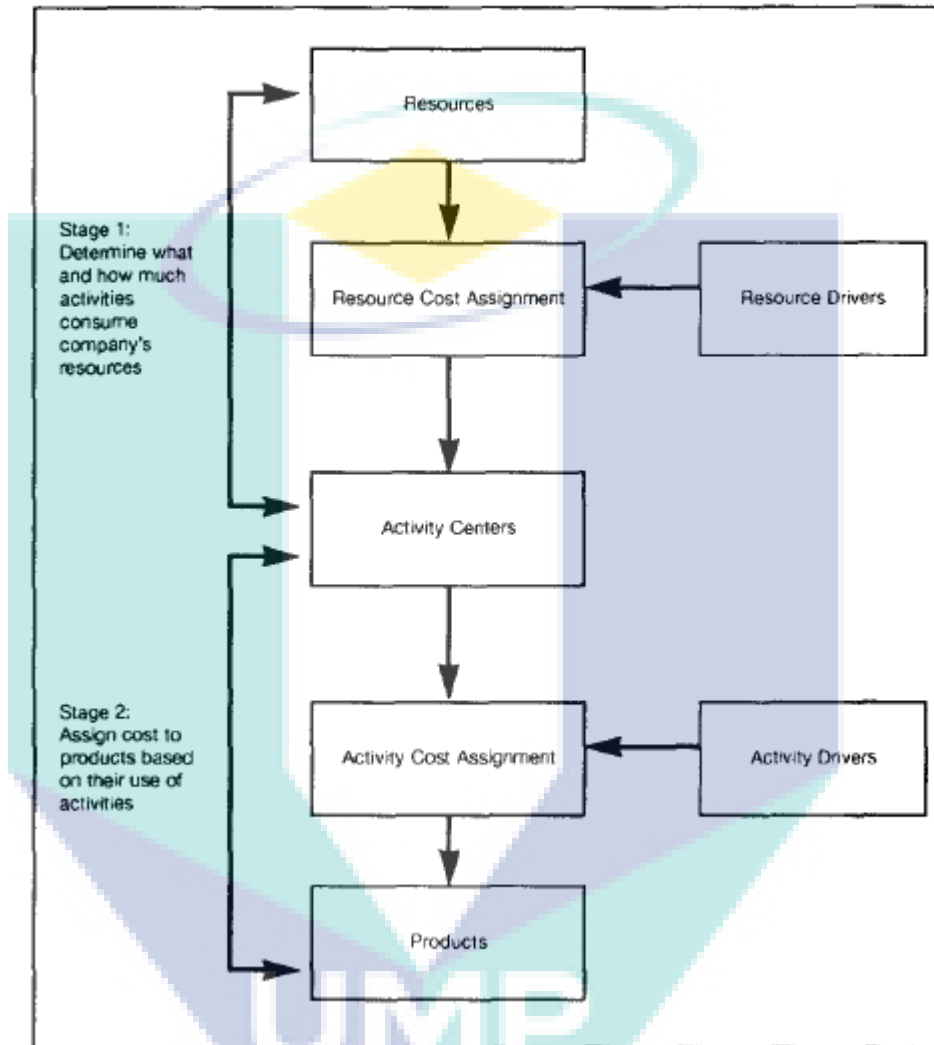 Resources
Stage 1:
Determine what
and how much
activities
consume
company's
resources
Resource Cost Assignment
Resource Drivers
Activity Centers
Stage 2:
Assign cost to
products based
on their use of
activities
Activity Cost Assignment
Activity Drivers
Products
UMP